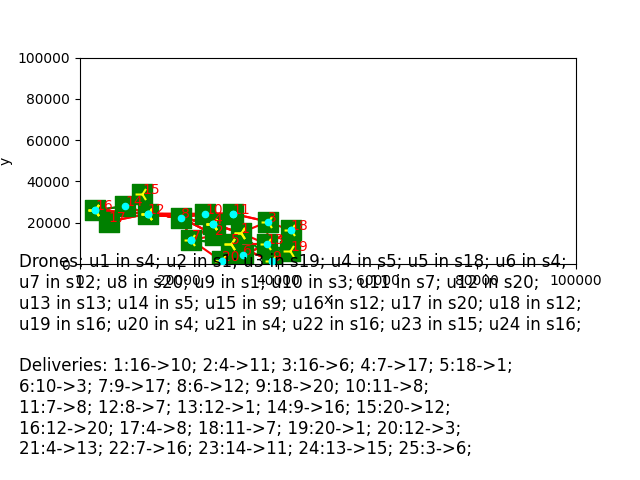 100000
80000
60000
40000
20000
0
y
0 20000 40000 60000 80000 100000
x
Drones: u1 in s4; u2 in s1; u3 in s19; u4 in s5; u5 in s18; u6 in s4;
u7 in s12; u8 in s20; u9 in s1; u10 in s3; u11 in s7; u12 in s20;
u13 in s13; u14 in s5; u15 in s9; u16 in s12; u17 in s20; u18 in s12;
u19 in s16; u20 in s4; u21 in s4; u22 in s16; u23 in s15; u24 in s16;
Deliveries: 1:16->10; 2:4->11; 3:16->6; 4:7->17; 5:18->1;
6:10->3; 7:9->17; 8:6->12; 9:18->20; 10:11->8;
11:7->8; 12:8->7; 13:12->1; 14:9->16; 15:20->12;
16:12->20; 17:4->8; 18:11->7; 19:20->1; 20:12->3;
21:4->13; 22:7->16; 23:14->11; 24:13->15; 25:3->6;